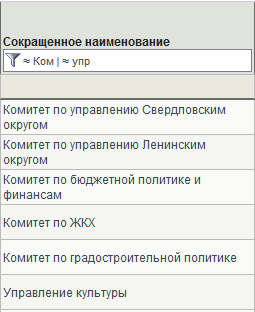 Сокращенное наименование
≈ Ком | ≈ упр
Комитет по управлению Свердловским
округом
Комитет по управлению Ленинским
округом
Комитет по бюджетной политике и
финансам
Комитет по ЖКХ
Комитет по градостроительной политике
Управление культуры